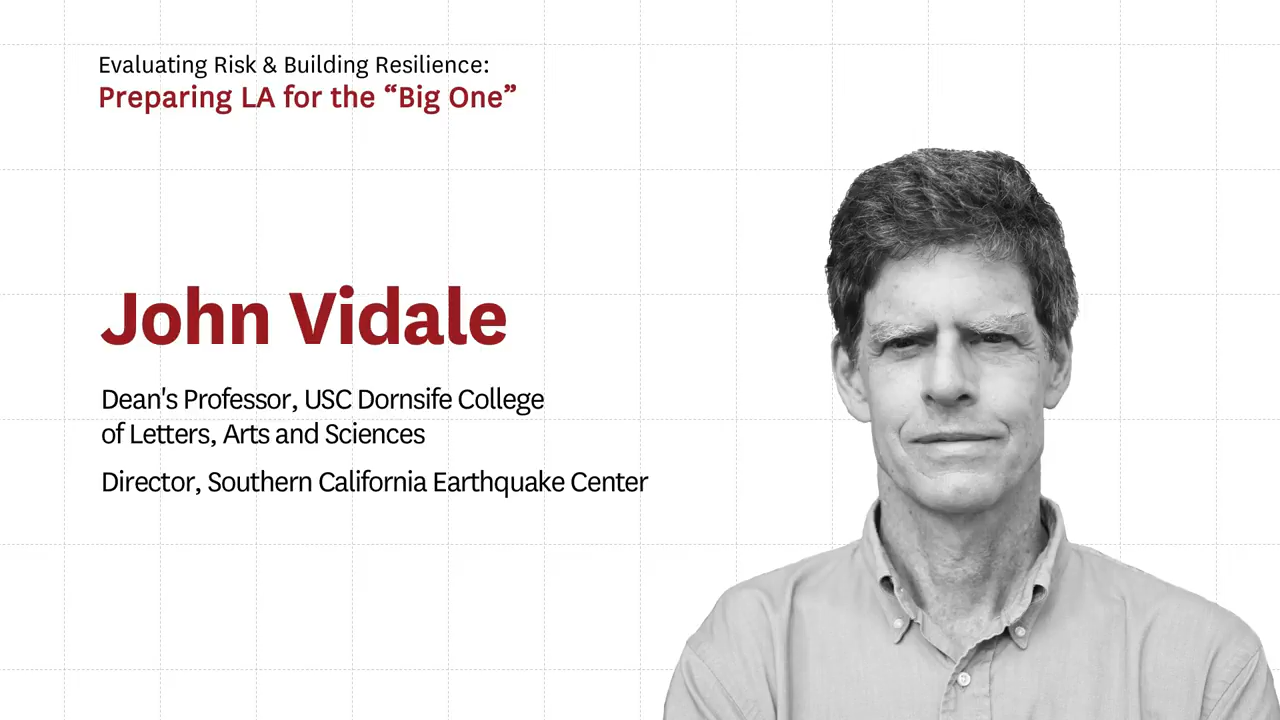 Evaluating Risk & Building Resilience:
Preparing LA for the “Big One”
John Vidale
Dean's Professor, USC Dornsife College
of Letters, Arts and Sciences
Director, Southern California Earthquake Center